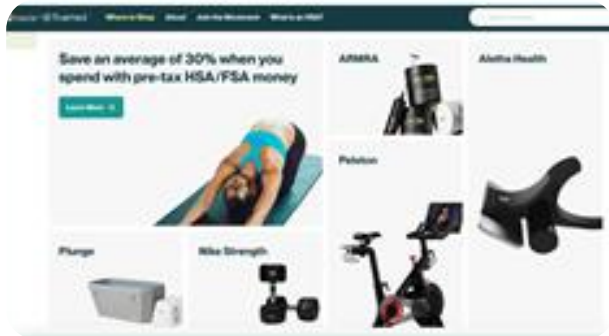 Where to Shop About Join the Movement What is an HSA?
Save an average of 30% when you
spend with pre-tax HSA/FSA money
Learn More
ARMRA
Aletha Health
Peloton
Plunge
Nike Strength